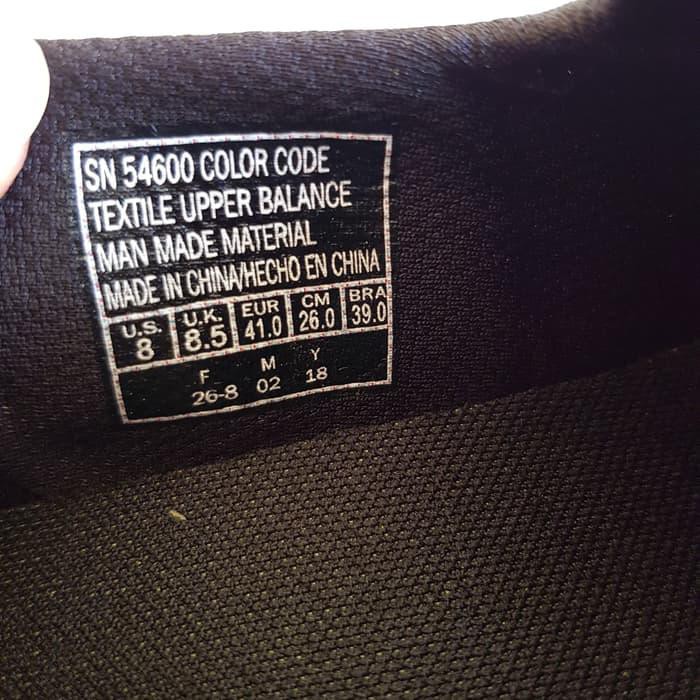 SN 54600 COLOR CODE
TEXTILE UPPER BALANCE
MAN MADE MATERIAL
MADE IN CHINA/HECHO EN CHINA
U.S. U.K. EUR CM BRA
8 8.5 41.0 26.0 39.0
F M Y
26-8 02 18